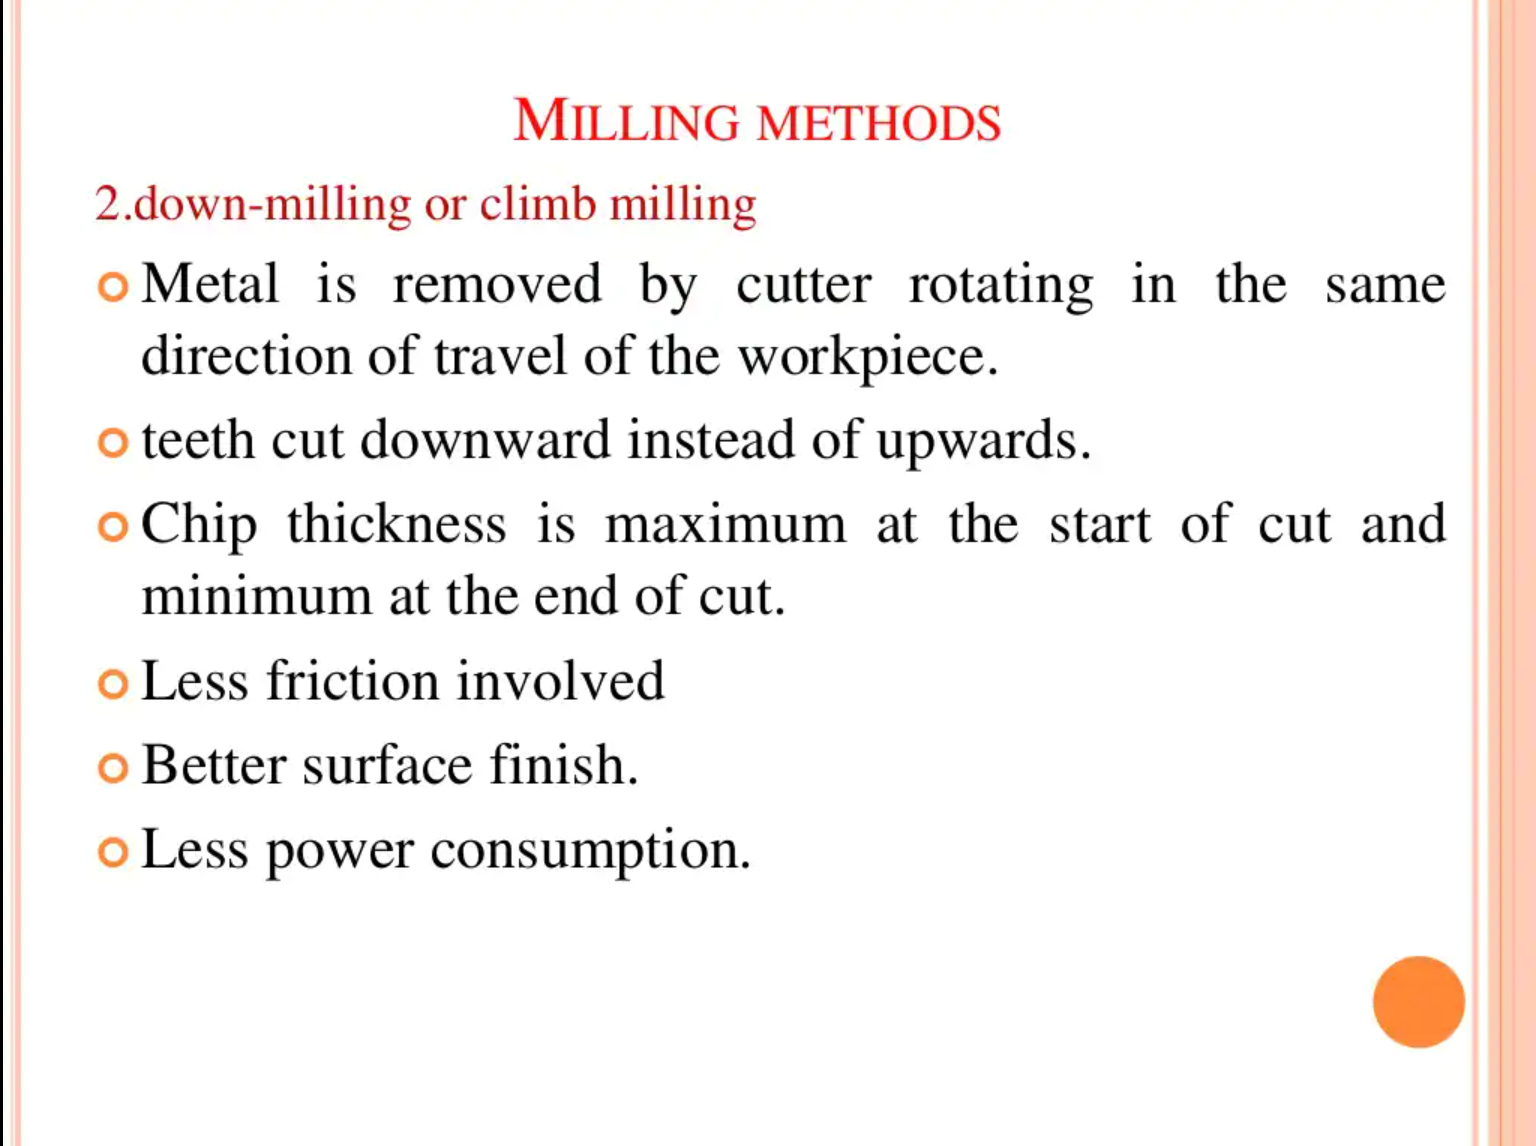 MILLING METHODS
2.down-milling or climb milling
Metal is removed by cutter rotating in the same
direction of travel of the workpiece.
teeth cut downward instead of upwards.
Chip thickness is maximum at the start of cut and
minimum at the end of cut.
Less friction involved
Better surface finish.
Less power consumption.